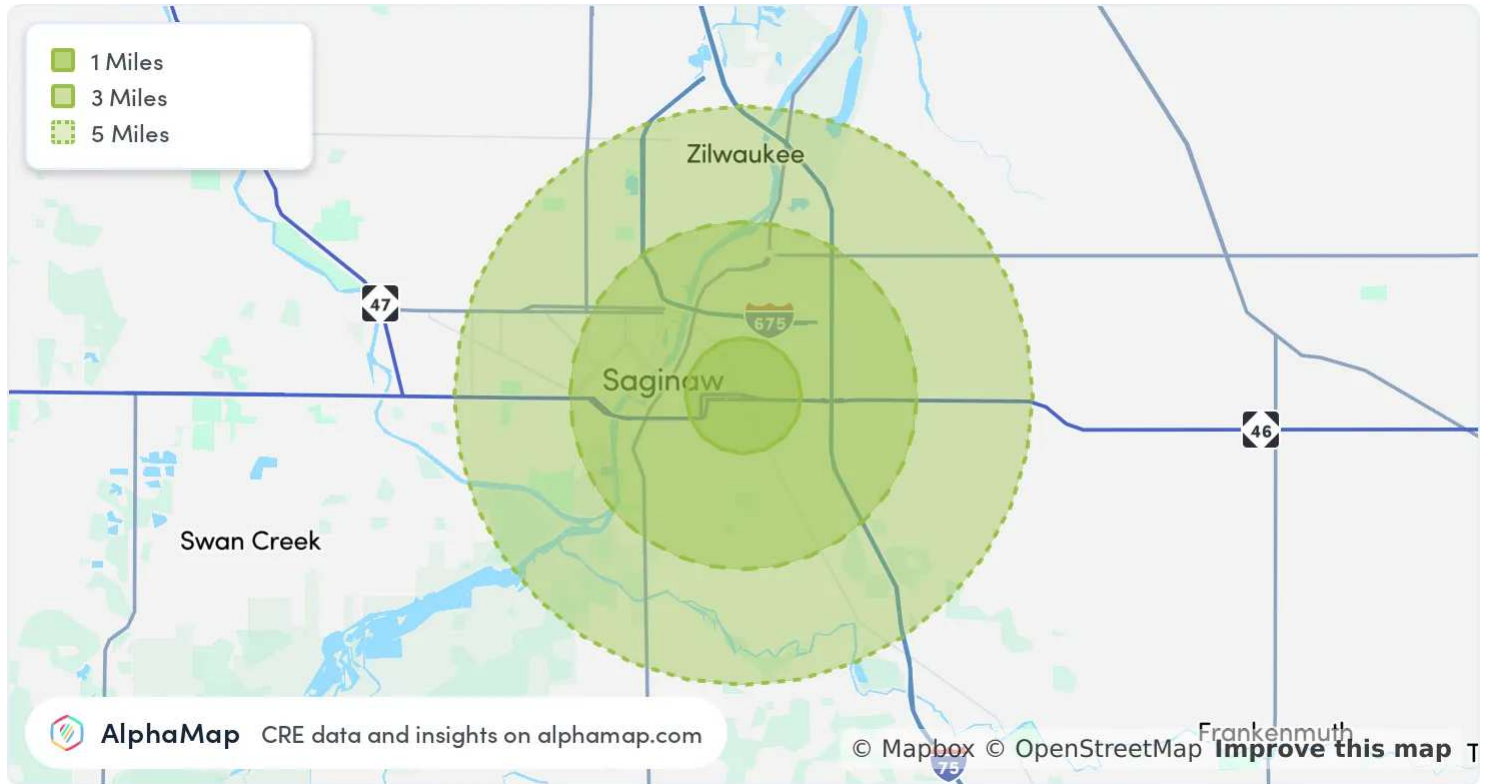 1 Miles
3 Miles
5 Miles
Zilwaukee
47
675
Saginaw
46
Swan Creek
Frankenmuth
AlphaMap CRE data and insights on alphamap.com
© Mapbox © OpenStreetMap Improve this map T
75